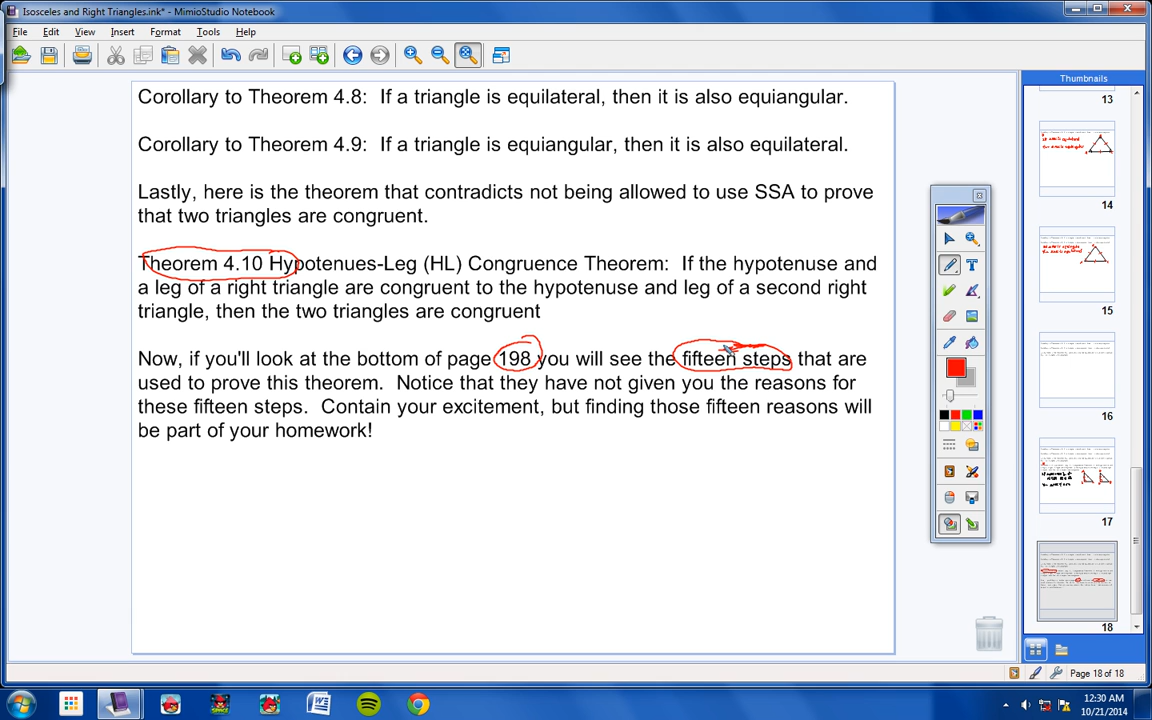 Isosceles and Right Triangles.ink* - MimioStudio Notebook
File Edit View Insert Format Tools Help
Corollary to Theorem 4.8: If a triangle is equilateral, then it is also equiangular.
Corollary to Theorem 4.9: If a triangle is equiangular, then it is also equilateral.
Lastly, here is the theorem that contradicts not being allowed to use SSA to prove
that two triangles are congruent.
Theorem 4.10 Hypotenues-Leg (HL) Congruence Theorem: If the hypotenuse and
a leg of a right triangle are congruent to the hypotenuse and leg of a second right
triangle, then the two triangles are congruent
Now, if you'll look at the bottom of page 198 you will see the fifteen steps that are
used to prove this theorem. Notice that they have not given you the reasons for
these fifteen steps. Contain your excitement, but finding those fifteen reasons will
be part of your homework!
Thumbnails
13
14
15
16
17
18
Page 18 of 18
12:30 AM
10/21/2014